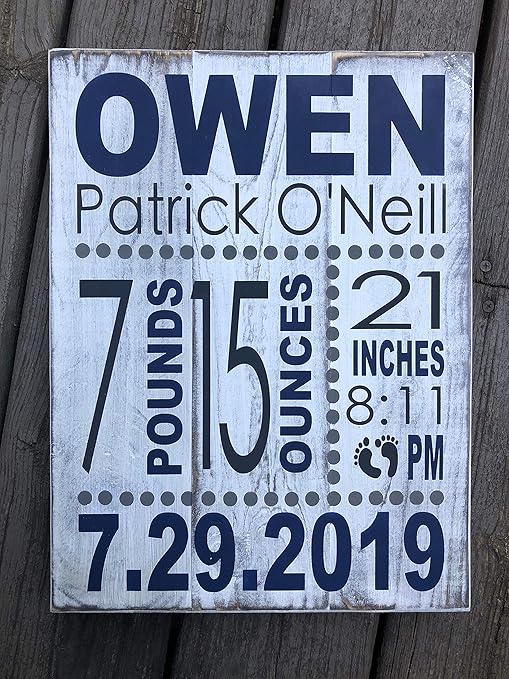 OWEN
Patrick O'Neill
7 POUNDS 15 OUNCES
21
INCHES
8:11
PM
7.29.2019